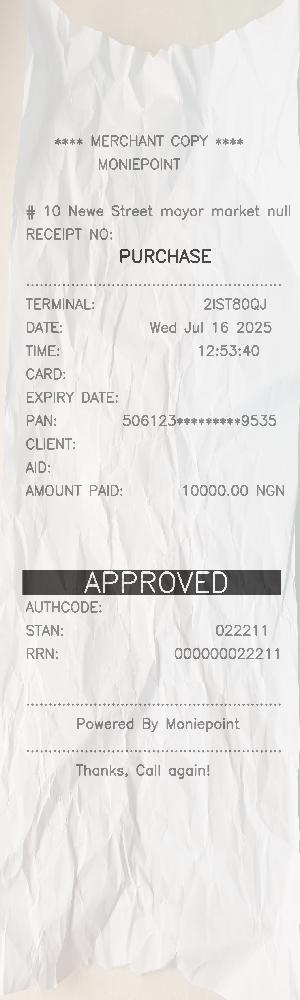 **** MERCHANT COPY ****
MONIEPOINT
# 10 Newe Street mayor market null
RECEIPT NO:
PURCHASE
TERMINAL: 2IST80QJ
DATE: Wed Jul 16 2025
TIME: 12:53:40
CARD:
EXPIRY DATE:
PAN: 506123*********9535
CLIENT:
AID:
AMOUNT PAID: 10000.00 NGN
APPROVED
AUTHCODE:
STAN: 022211
RRN: 000000022211
Powered By Moniepoint
Thanks, Call again!